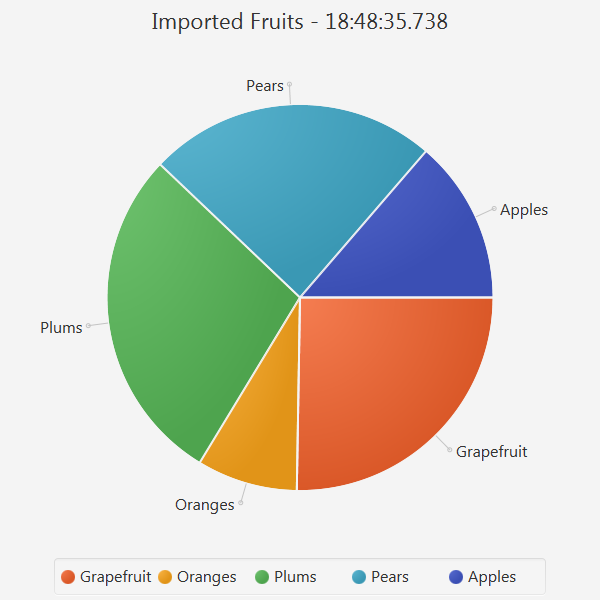 Imported Fruits - 18:48:35.738
Pears
Apples
Plums
Grapefruit
Oranges
Grapefruit Oranges Plums Pears Apples